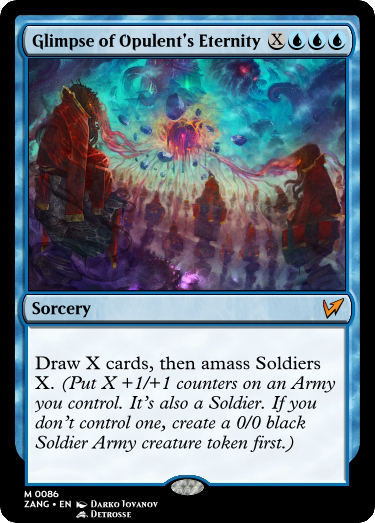 Glimpse of Opulent's Eternity X
Sorcery
Draw X cards, then amass Soldiers
X. (Put X +1/+1 counters on an Army
you control. It's also a Soldier. If you
don't control one, create a 0/0 black
Soldier Army creature token first.)
M 0086
ZANG • EN Darko Jovanov
Detrosse